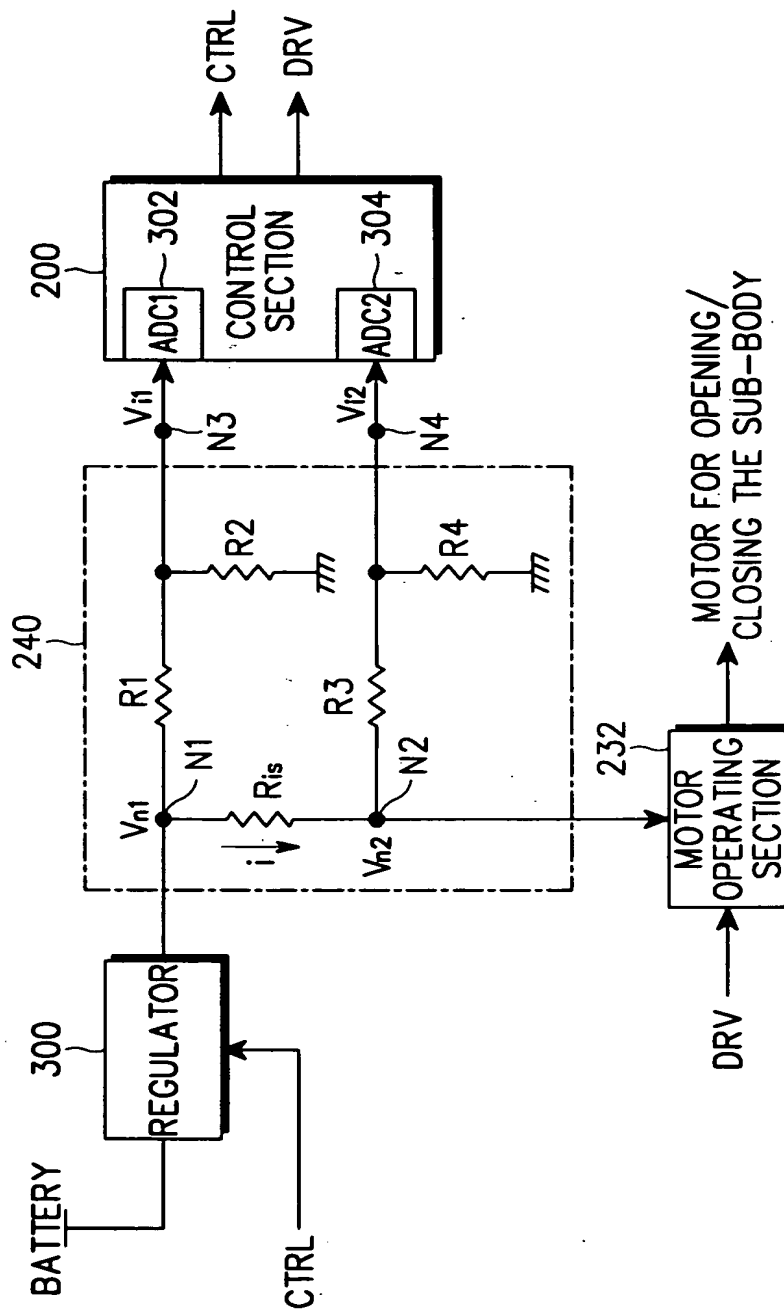 BATTERY
300
REGULATOR
CTRL
240
Vn1
N1
R1
R2
Ris
i
Vn2
N2
R3
R4
Vi1
N3
Vi2
N4
200
ADC1
302
CONTROL
SECTION
ADC2
304
CTRL
DRV
DRV
232
MOTOR
OPERATING
SECTION
MOTOR FOR OPENING/
CLOSING THE SUB-BODY